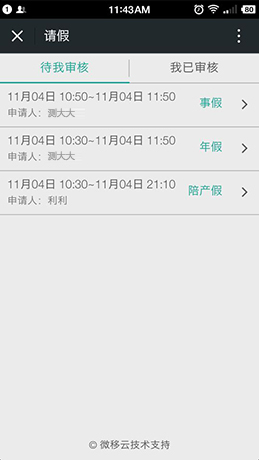 1 11:43AM 80
请假
待我审核 我已审核
11月04日 10:50~11月04日 11:50 事假
申请人：测大大
11月04日 10:30~11月04日 11:50 年假
申请人：测大大
11月04日 10:30~11月04日 21:10 陪产假
申请人：利利
© 微移云技术支持